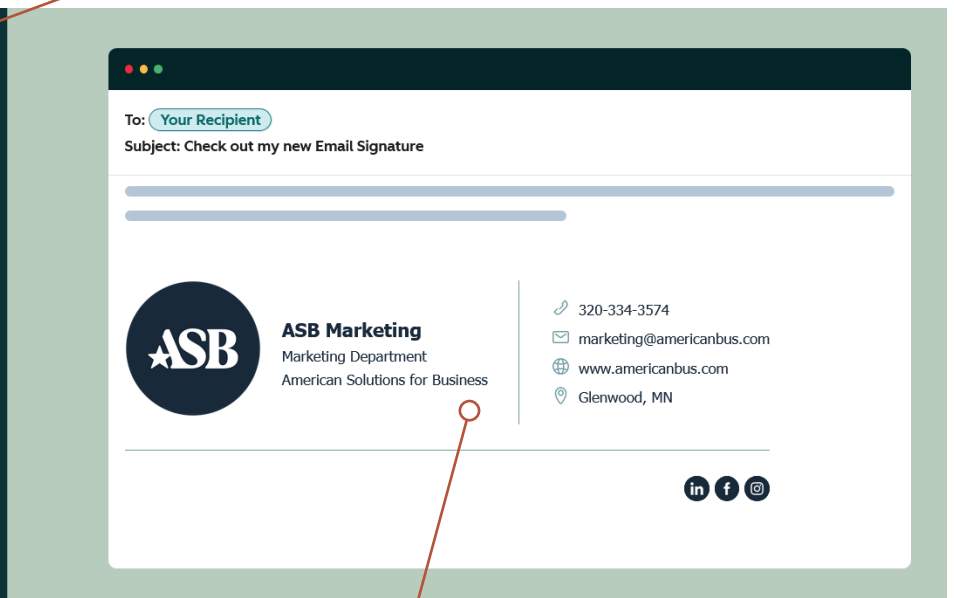 To: Your Recipient
Subject: Check out my new Email Signature
ASB
ASB Marketing
Marketing Department
American Solutions for Business
320-334-3574
marketing@americanbus.com
www.americanbus.com
Glenwood, MN
in f